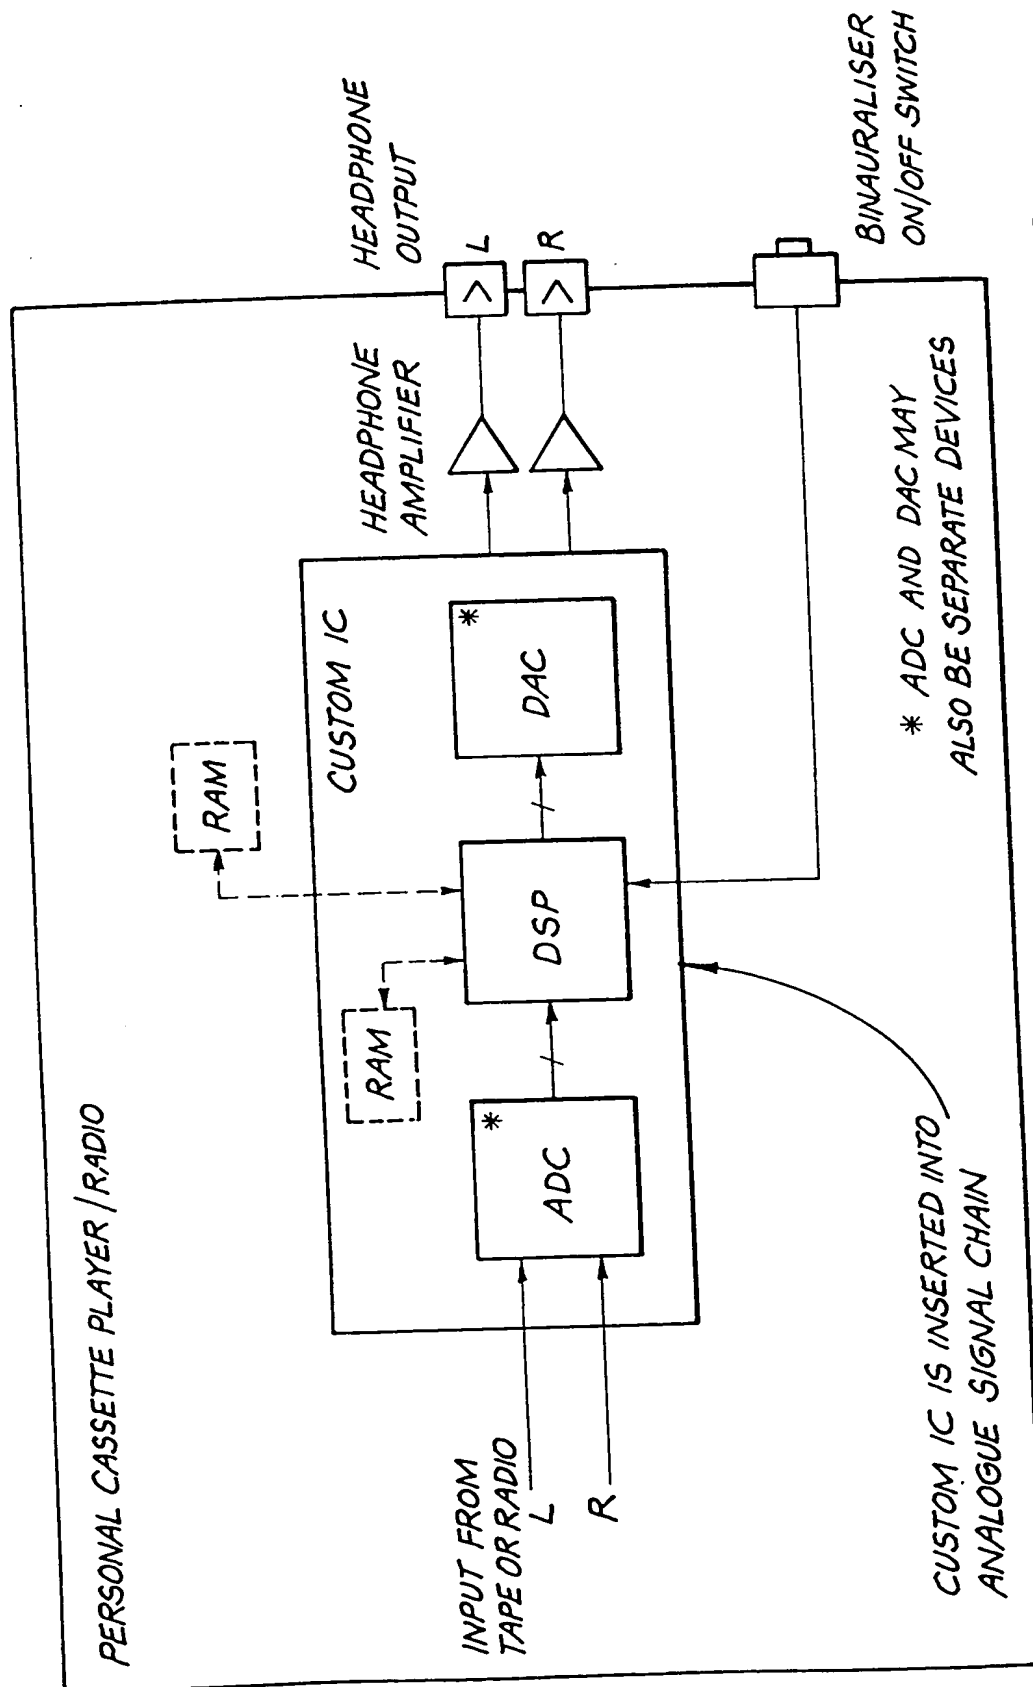 PERSONAL CASSETTE PLAYER / RADIO
RAM
CUSTOM IC
RAM
HEADPHONE
AMPLIFIER
HEADPHONE
OUTPUT
INPUT FROM
TAPE OR RADIO
L
R
ADC
*
DSP
DAC
*
L
R
BINAURALISER
ON/OFF SWITCH
* ADC AND DAC MAY
ALSO BE SEPARATE DEVICES
CUSTOM IC IS INSERTED INTO
ANALOGUE SIGNAL CHAIN